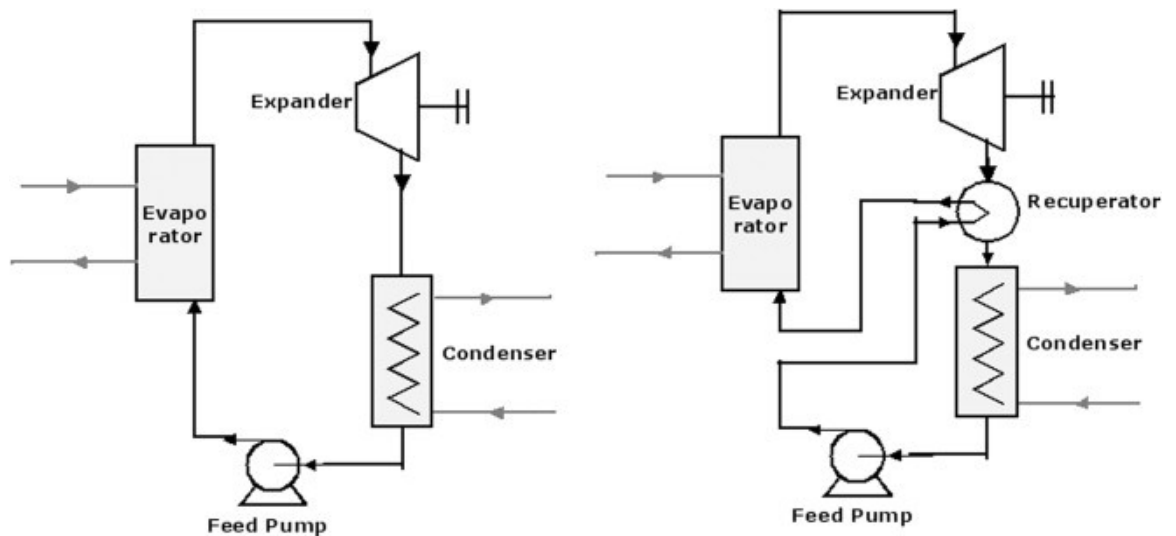 Expander
Evapo
rator
Condenser
Feed Pump
Expander
Evapo
rator
Recuperator
Condenser
Feed Pump